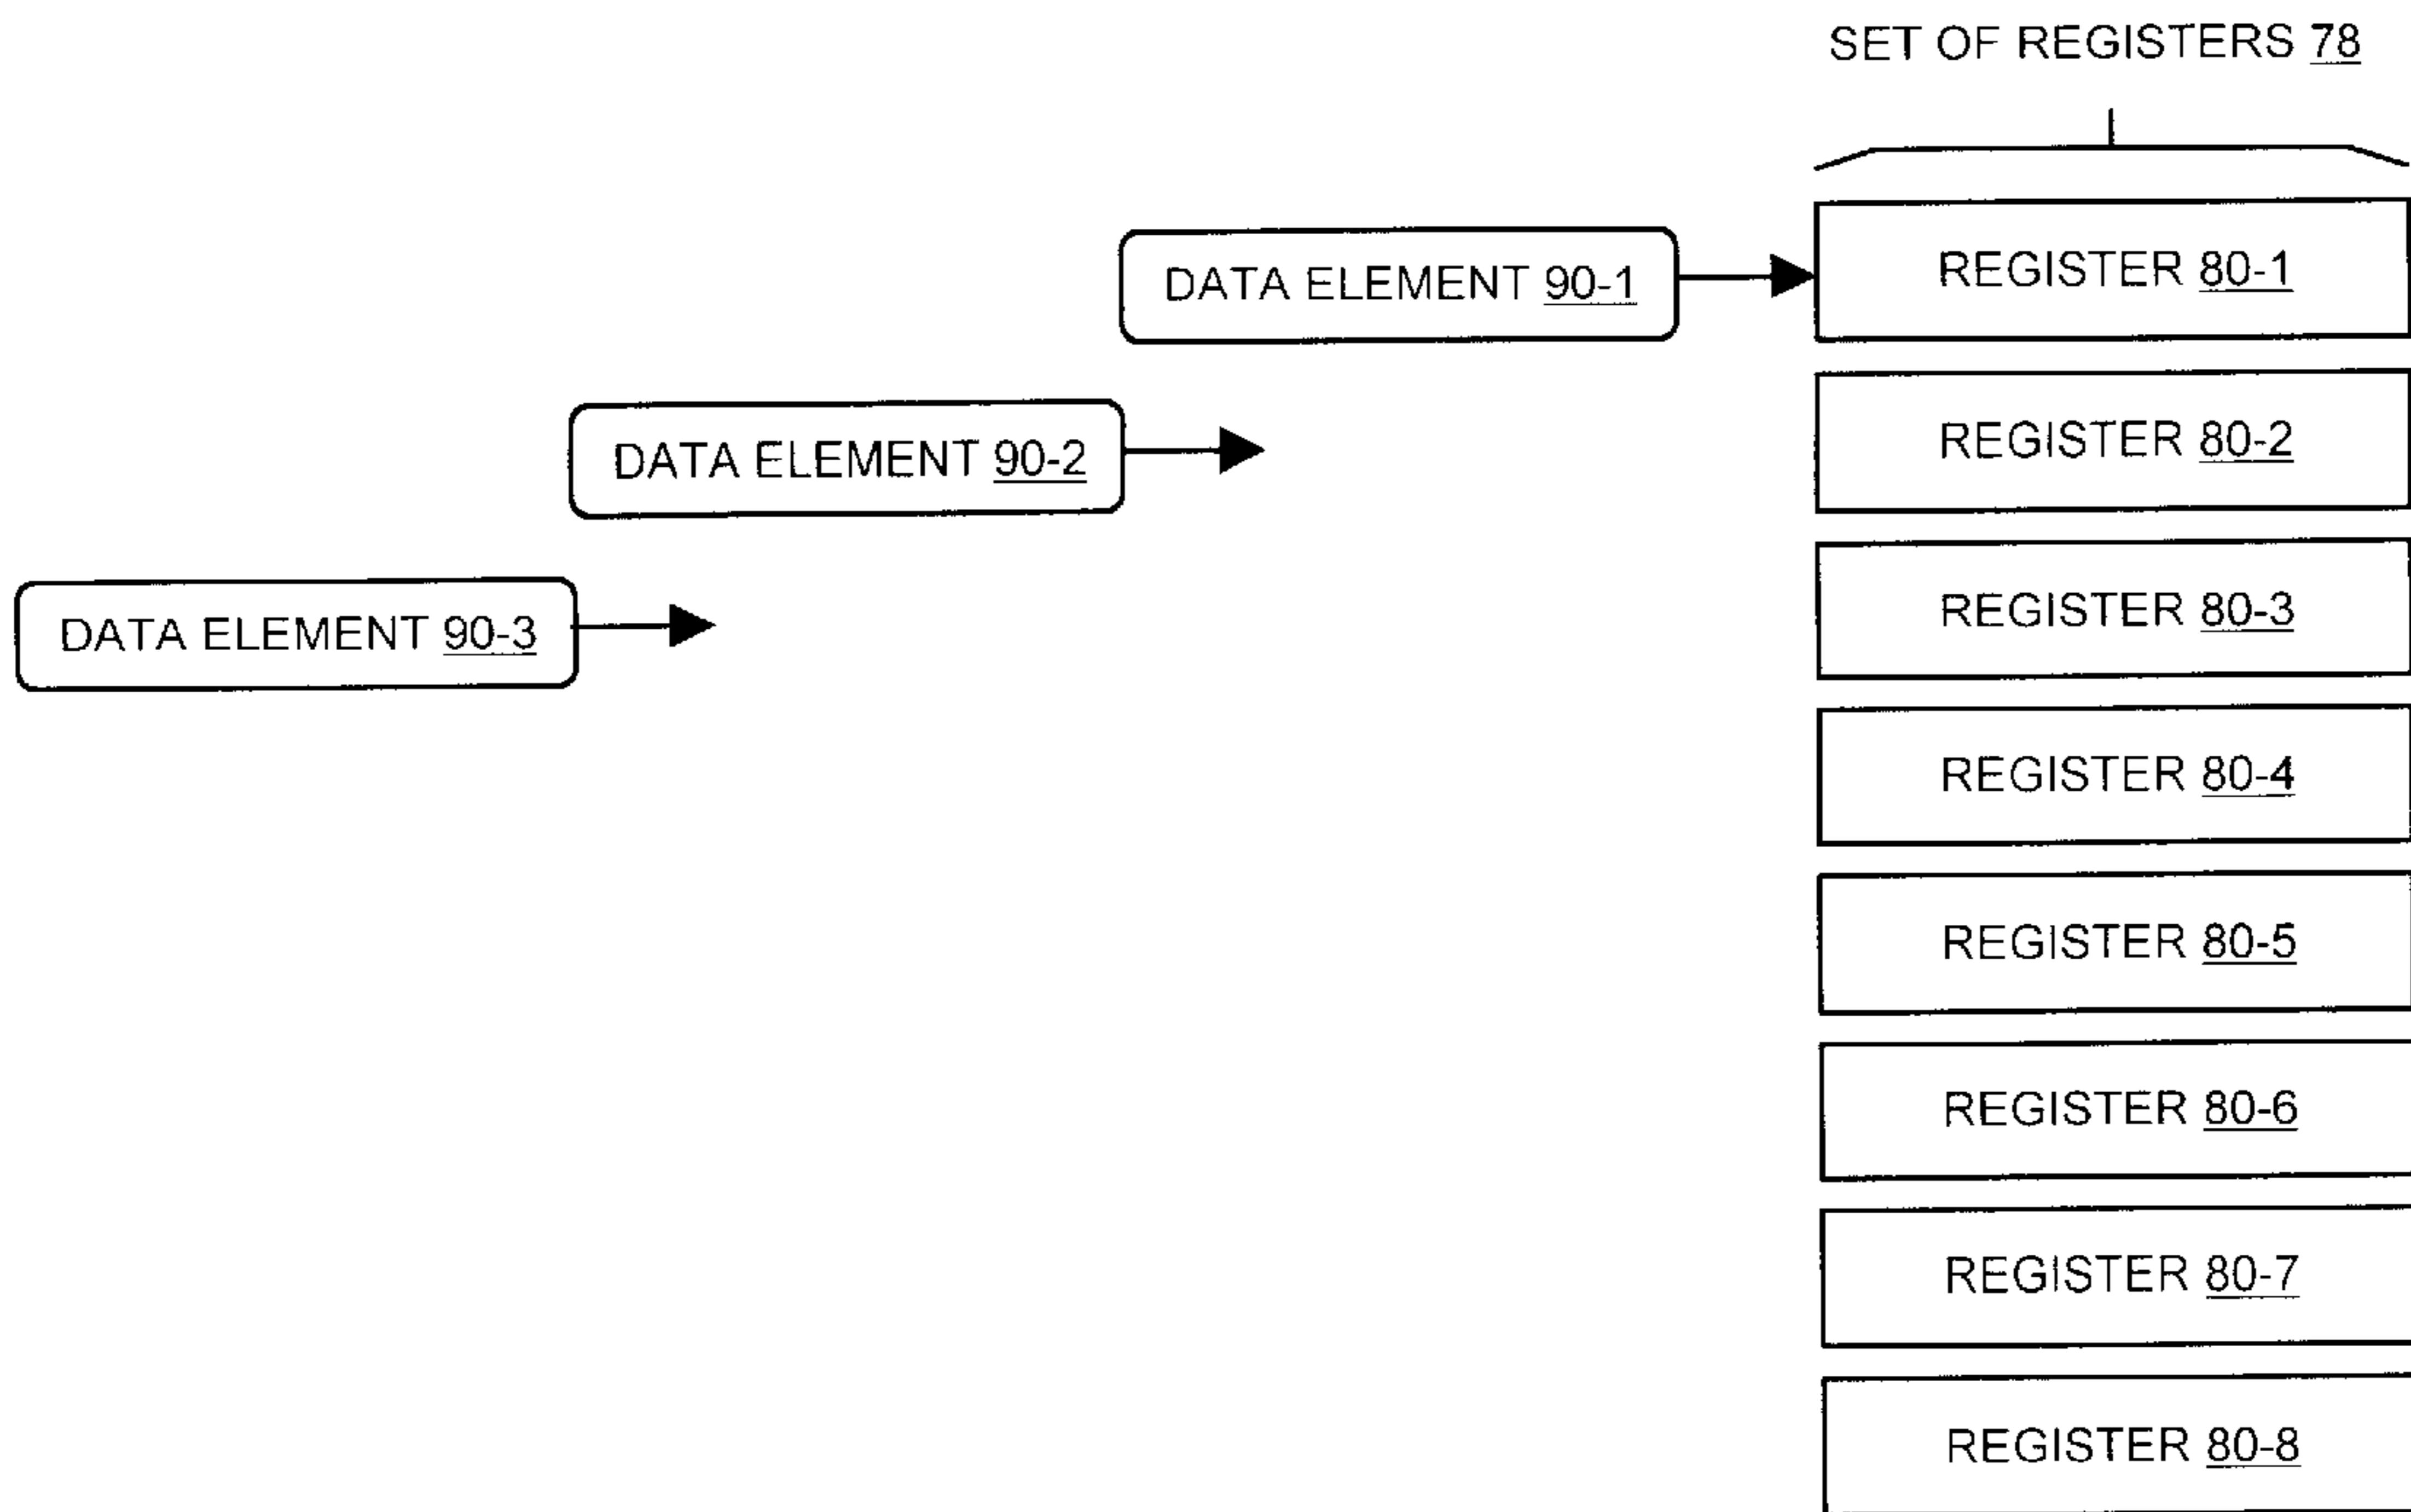 SET OF REGISTERS 78
DATA ELEMENT 90-1
REGISTER 80-1
DATA ELEMENT 90-2
REGISTER 80-2
DATA ELEMENT 90-3
REGISTER 80-3
REGISTER 80-4
REGISTER 80-5
REGISTER 80-6
REGISTER 80-7
REGISTER 80-8